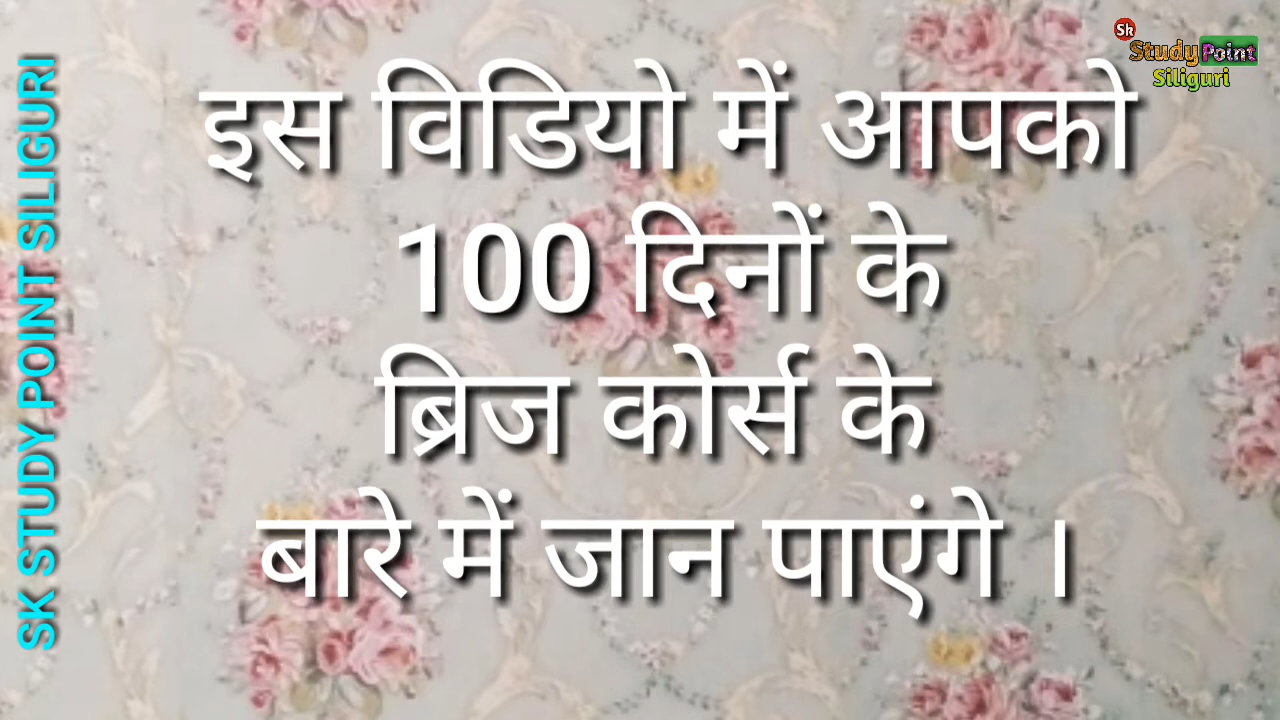 Sk
Study Point
Siliguri
SK STUDY POINT SILIGURI
इस विडियो में आपको
100 दिनों के
ब्रिज कोर्स के
बारे में जान पाएंगे ।